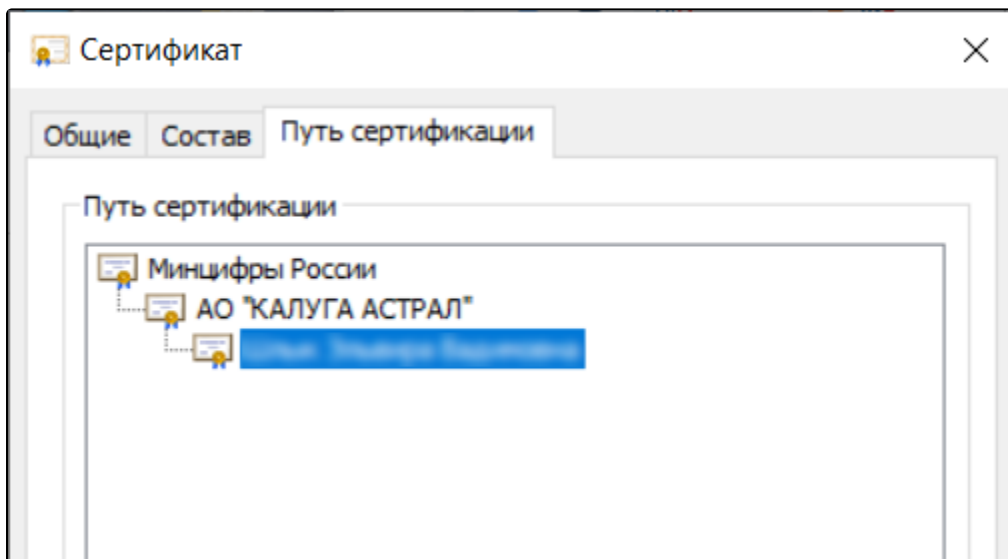 Сертификат
Общие Состав Путь сертификации
Путь сертификации
Минцифры России
АО "КАЛУГА АСТРАЛ"